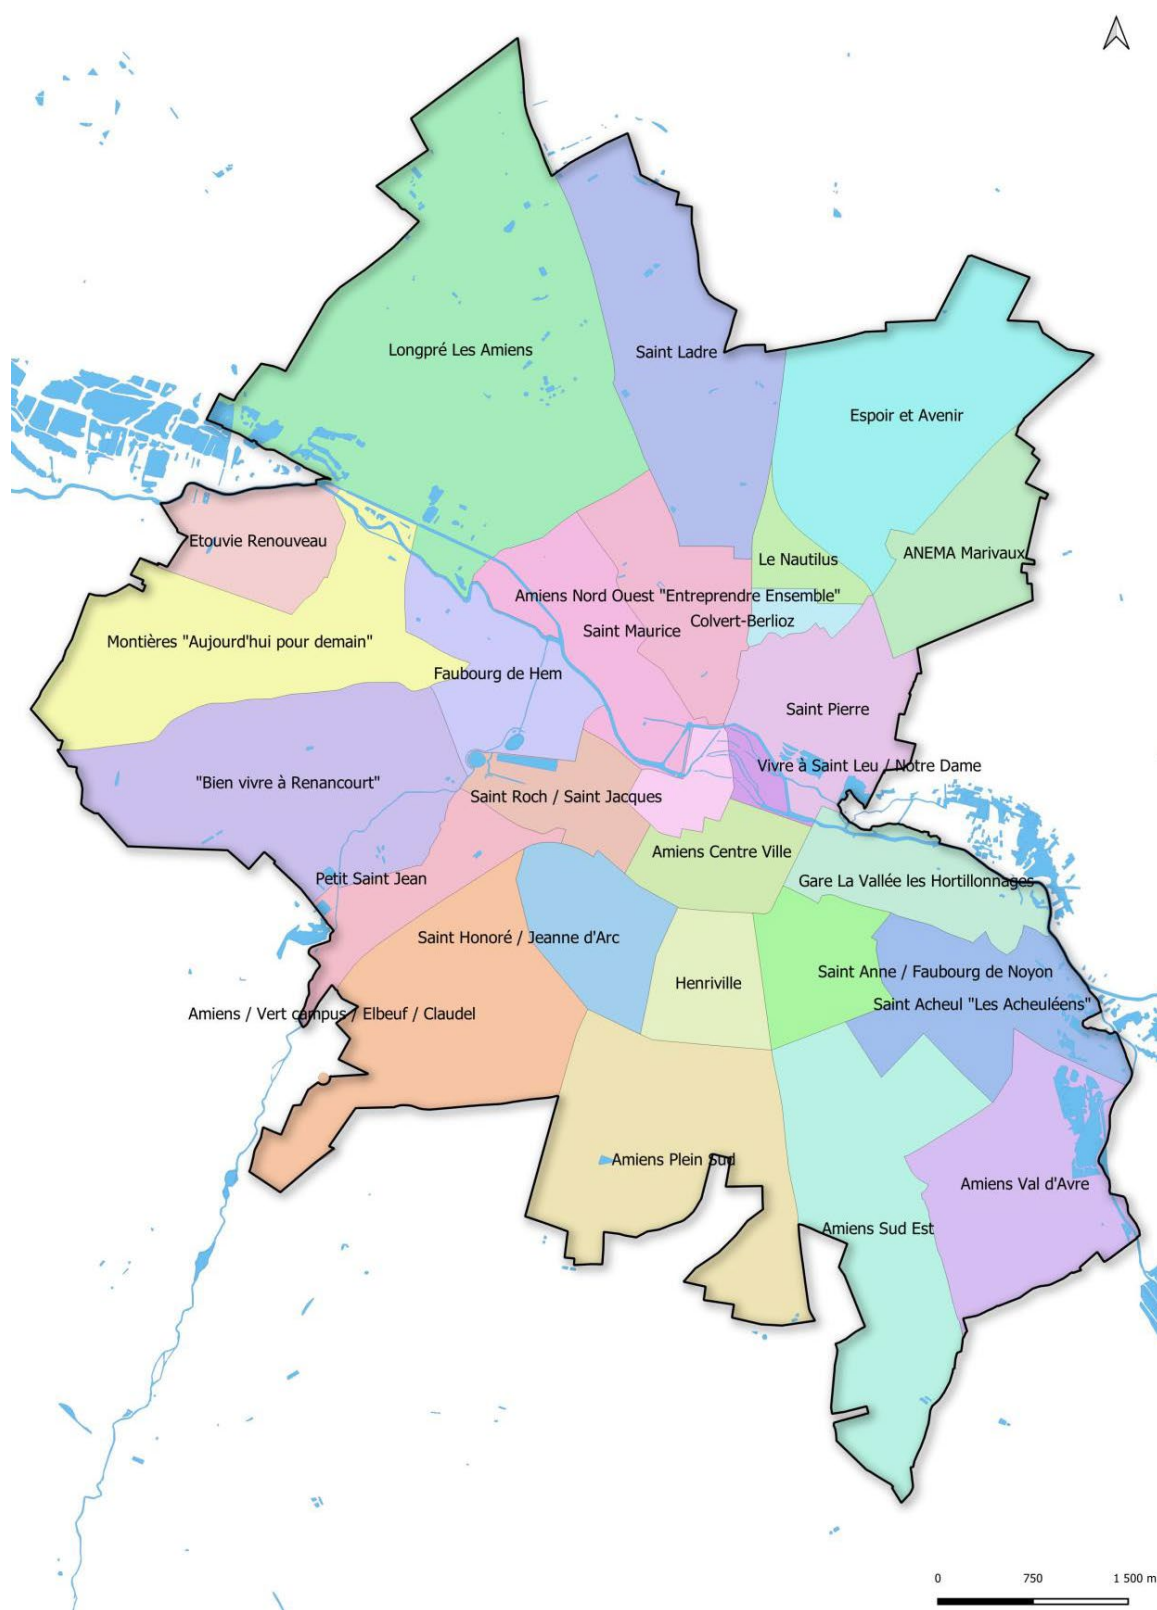 Longpré Les Amiens
Saint Ladre
Espoir et Avenir
Etouvie Renouveau
Le Nautilus
ANEMA Marivaux
Amiens Nord Ouest "Entreprendre Ensemble"
Colvert-Berlioz
Saint Maurice
Montières "Aujourd'hui pour demain"
Faubourg de Hem
Saint Pierre
Vivre à Saint Leu / Notre Dame
"Bien vivre à Renancourt"
Saint Roch / Saint Jacques
Amiens Centre Ville
Petit Saint Jean
Gare La Vallée les Hortillonnages
Saint Honoré / Jeanne d'Arc
Saint Anne / Faubourg de Noyon
Henriville
Saint Acheul "Les Acheuléens"
Amiens / Vert campus / Elbeuf / Claudel
Amiens Plein Sud
Amiens Val d'Avre
Amiens Sud Est
0 750 1 500 m